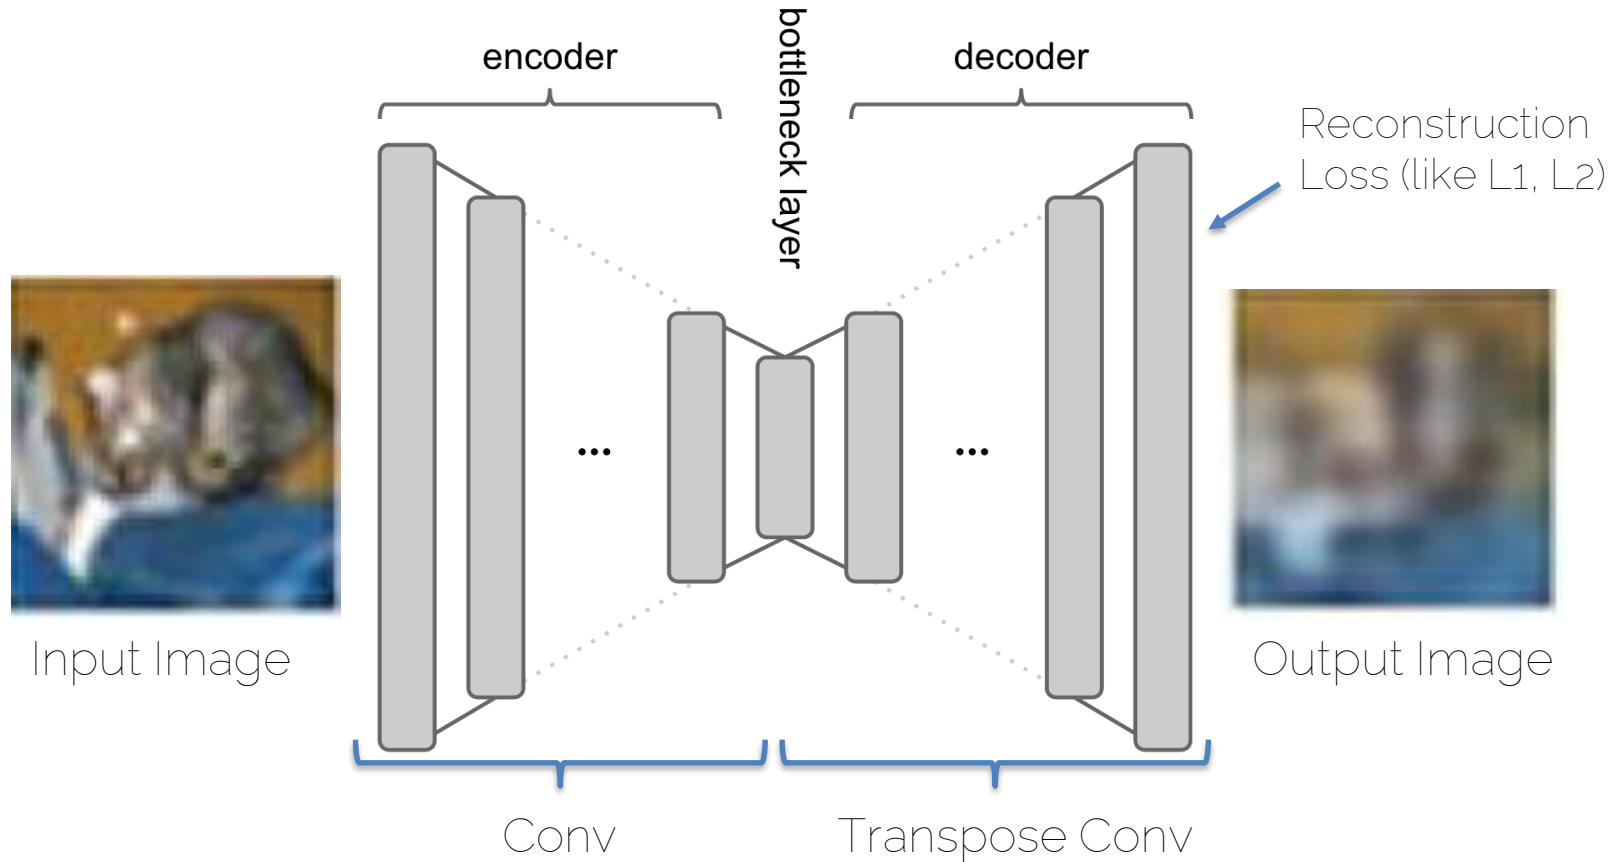 encoder
bottleneck layer
decoder
Reconstruction
Loss (like L1, L2)
...
...
Input Image
Output Image
Conv
Transpose Conv